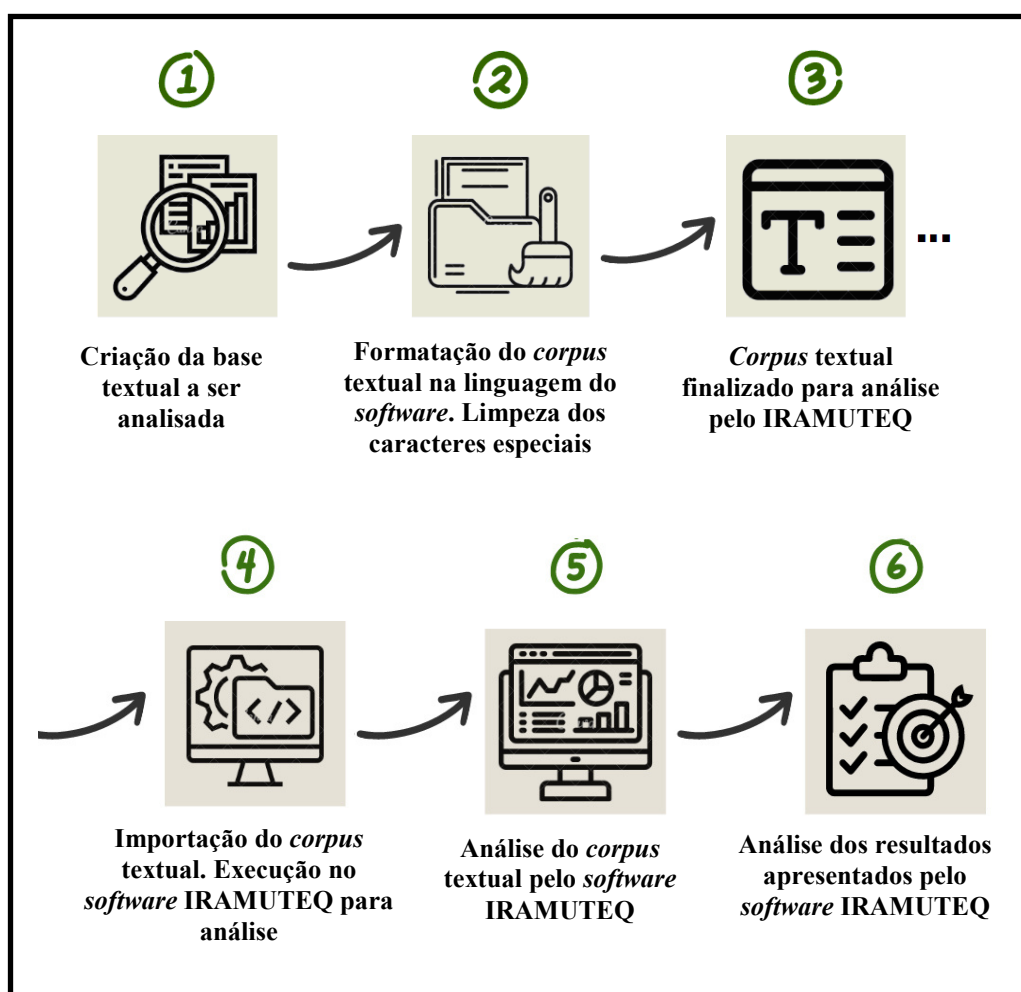 1
2
3
...
Criação da base
textual a ser
analisada
Formatação do corpus
textual na linguagem do
software. Limpeza dos
caracteres especiais
Corpus textual
finalizado para análise
pelo IRAMUTEQ
4
5
6
Importação do corpus
textual. Execução no
software IRAMUTEQ para
análise
Análise do corpus
textual pelo software
IRAMUTEQ
Análise dos resultados
apresentados pelo
software IRAMUTEQ